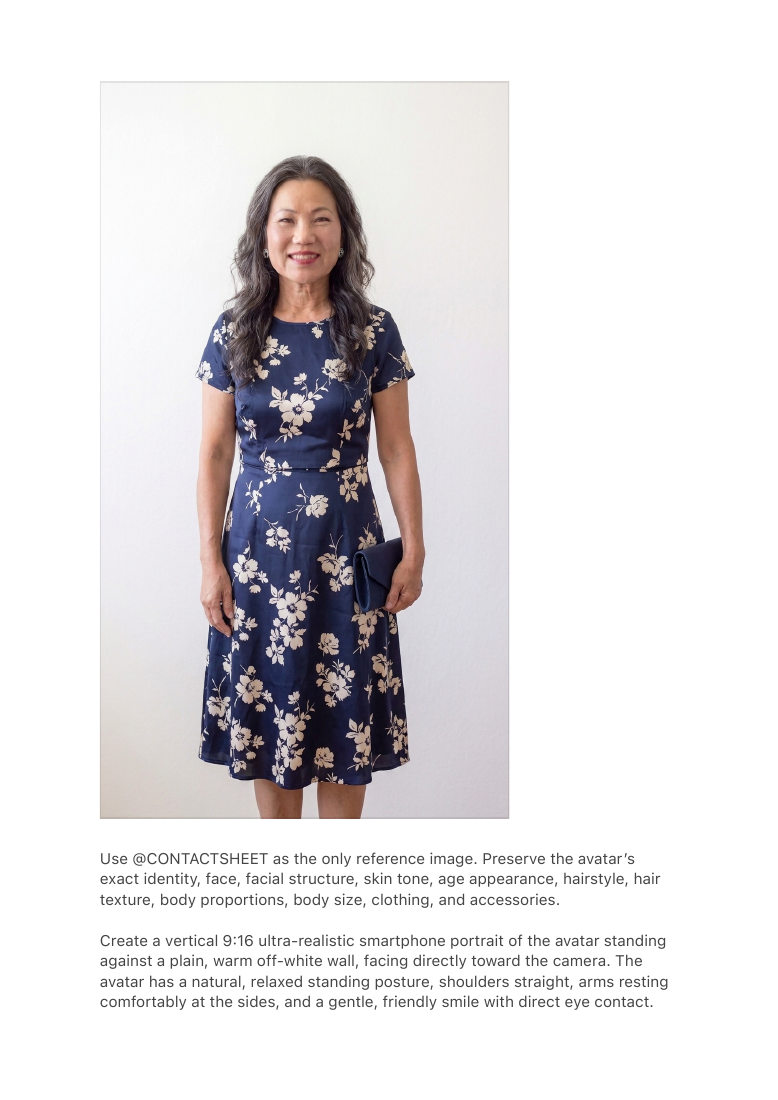 Use @CONTACTSHEET as the only reference image. Preserve the avatar’s
exact identity, face, facial structure, skin tone, age appearance, hairstyle, hair
texture, body proportions, body size, clothing, and accessories.
Create a vertical 9:16 ultra-realistic smartphone portrait of the avatar standing
against a plain, warm off-white wall, facing directly toward the camera. The
avatar has a natural, relaxed standing posture, shoulders straight, arms resting
comfortably at the sides, and a gentle, friendly smile with direct eye contact.